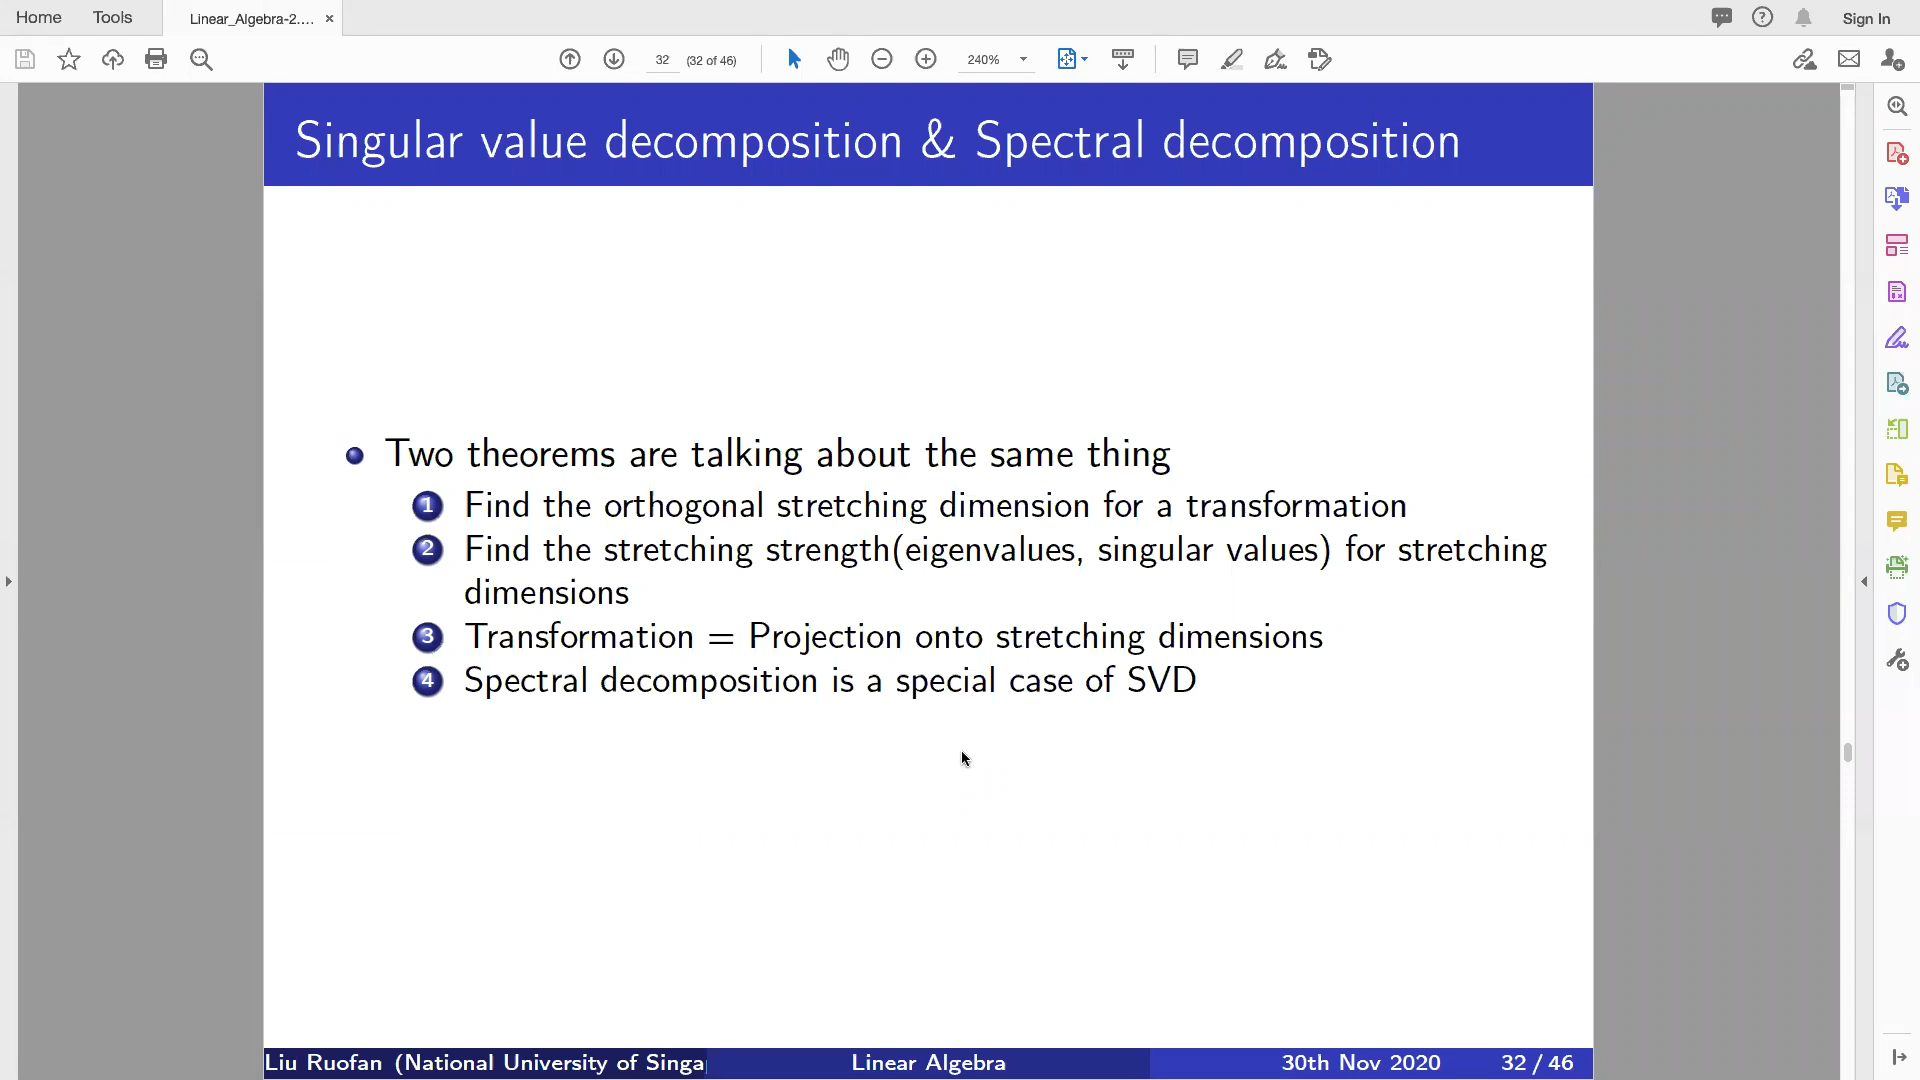 Home Tools Linear_Algebra-2.... × Sign In
32 (32 of 46) 240%
Singular value decomposition & Spectral decomposition
Two theorems are talking about the same thing
1 Find the orthogonal stretching dimension for a transformation
2 Find the stretching strength(eigenvalues, singular values) for stretching
dimensions
3 Transformation = Projection onto stretching dimensions
4 Spectral decomposition is a special case of SVD
Liu Ruofan (National University of Singa Linear Algebra 30th Nov 2020 32 / 46